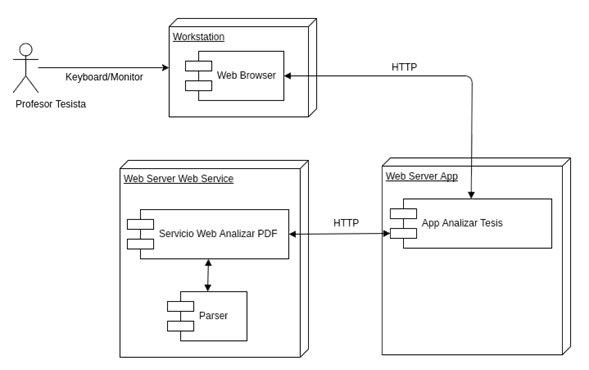 Workstation
Web Browser
HTTP
Keyboard/Monitor
Profesor Tesista
Web Server Web Service
Web Server App
Servicio Web Analizar PDF
HTTP
App Analizar Tesis
Parser